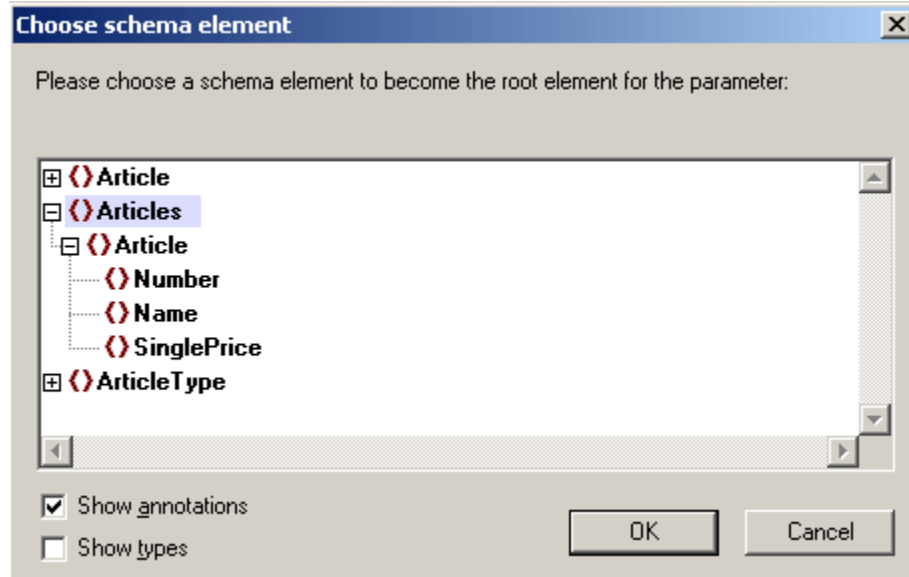 Choose schema element
Please choose a schema element to become the root element for the parameter:
Article
Articles
Article
Number
Name
SinglePrice
ArticleType
Show annotations
Show types
OK
Cancel